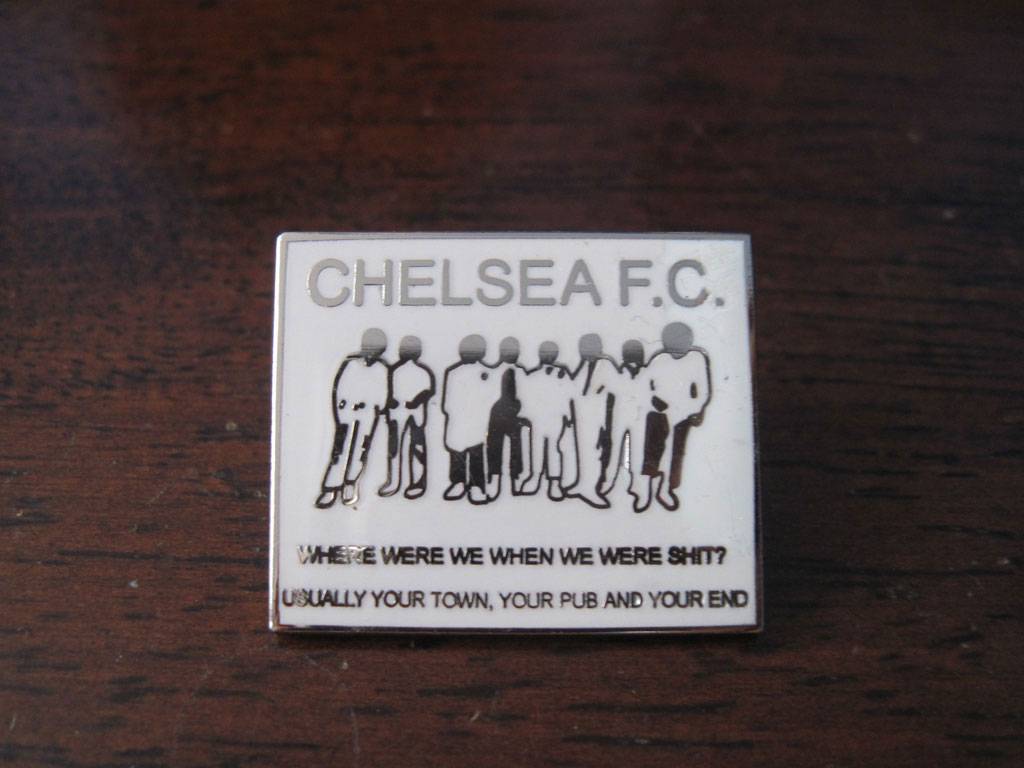 CHELSEA F.C.
WHERE WERE WE WHEN WE WERE SHIT?
USUALLY YOUR TOWN, YOUR PUB AND YOUR END